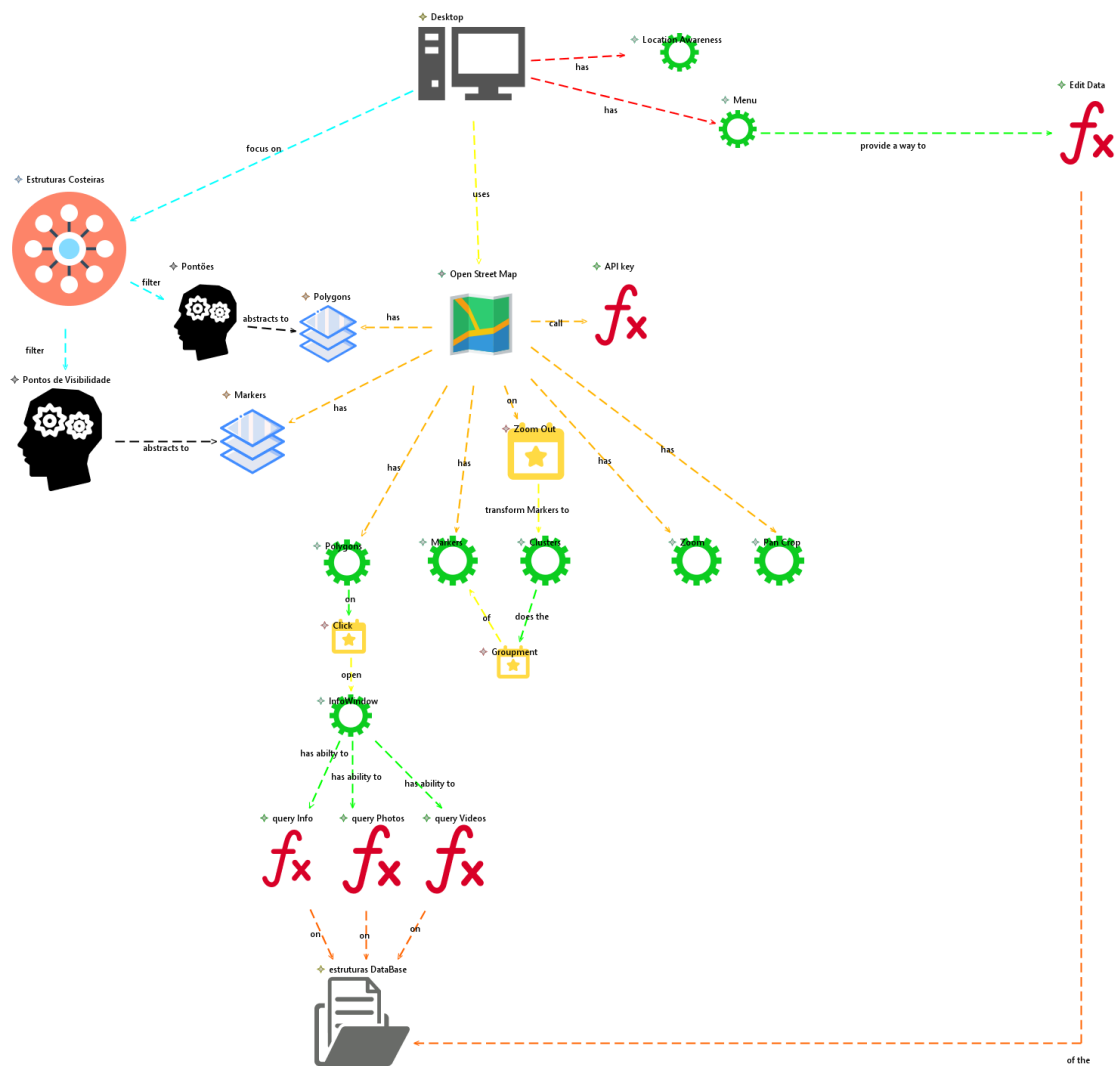 Desktop
Location Awareness
has
has
Menu
Edit Data
provide a way to
focus on
Estruturas Costeiras
uses
filter
Pontões
abstracts to
Polygons
has
Open Street Map
call
API key
filter
Pontos de Visibilidade
abstracts to
Markers
has
on
Zoom Out
has
has
has
has
transform Markers to
Polygons
Markers
Clusters
Zoom
Pan Crop
on
of
does the
Click
Groupment
open
InfoWindow
has abilty to
has ability to
has ability to
query Info
query Photos
query Videos
on
on
on
estruturas DataBase
of the